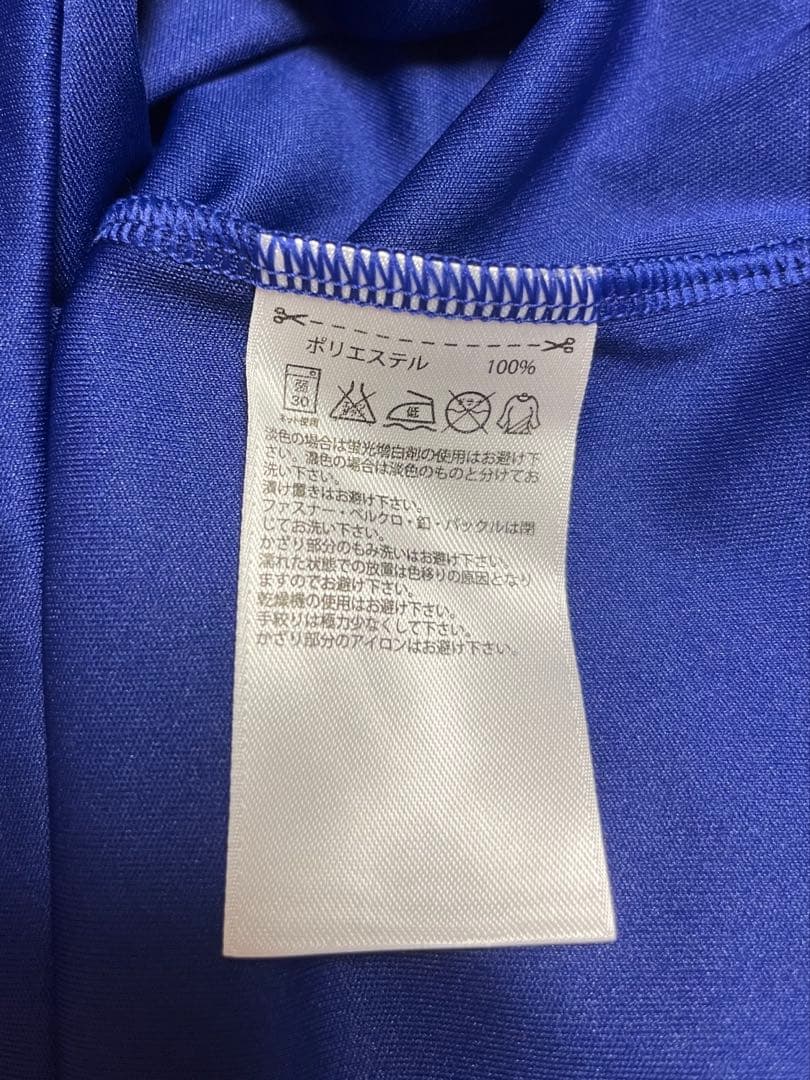 ポリエステル 100%
弱
30
エンソ
サラシ
低
ドライ
ネット使用
淡色の場合は蛍光増白剤の使用はお避け下
さい。濃色の場合は淡色のものと分けてお
洗い下さい。
漬け置きはお避け下さい。
ファスナー・ベルクロ・釦・バックルは閉
じてお洗い下さい。
かざり部分のもみ洗いはお避け下さい。
濡れた状態での放置は色移りの原因となり
ますのでお避け下さい。
乾燥機の使用はお避け下さい。
手絞りは極力少なくして下さい。
かざり部分のアイロンはお避け下さい。